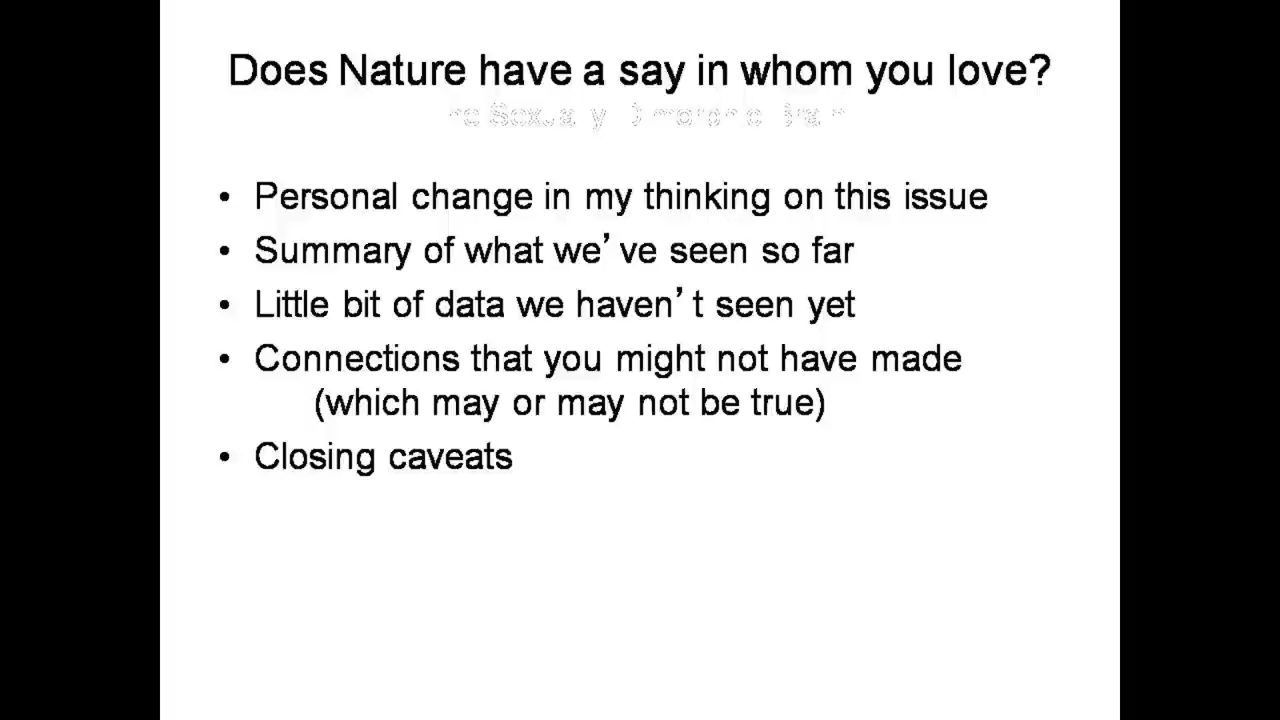 Does Nature have a say in whom you love?
Sexually Brain
• Personal change in my thinking on this issue
• Summary of what we’ve seen so far
• Little bit of data we haven’t seen yet
• Connections that you might not have made
(which may or may not be true)
• Closing caveats